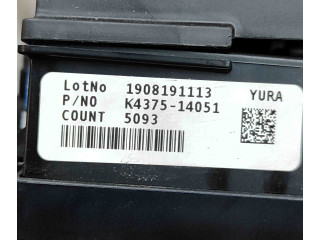 LotNo 1908191113 YURA
P/NO K4375-14051
COUNT 5093